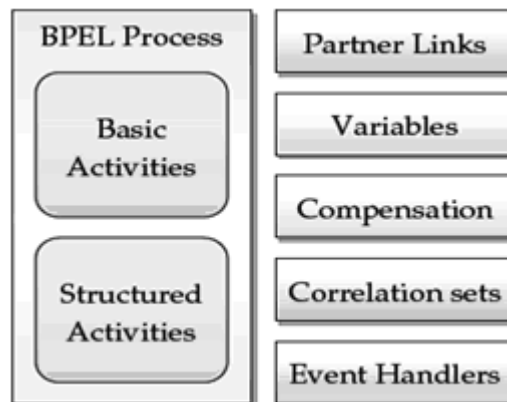 BPEL Process
Basic
Activities
Structured
Activities
Partner Links
Variables
Compensation
Correlation sets
Event Handlers